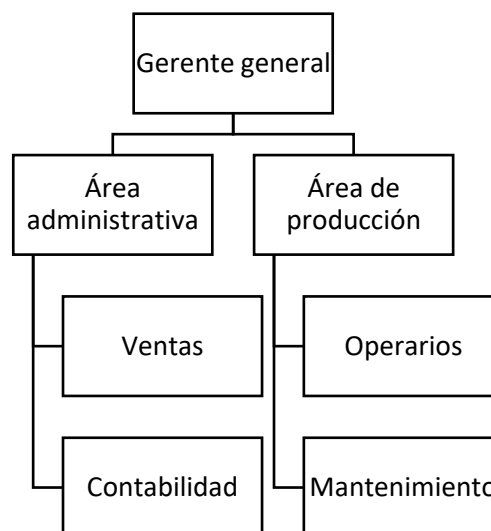 Gerente general
Área
administrativa
Área de
producción
Ventas
Operarios
Contabilidad
Mantenimiento